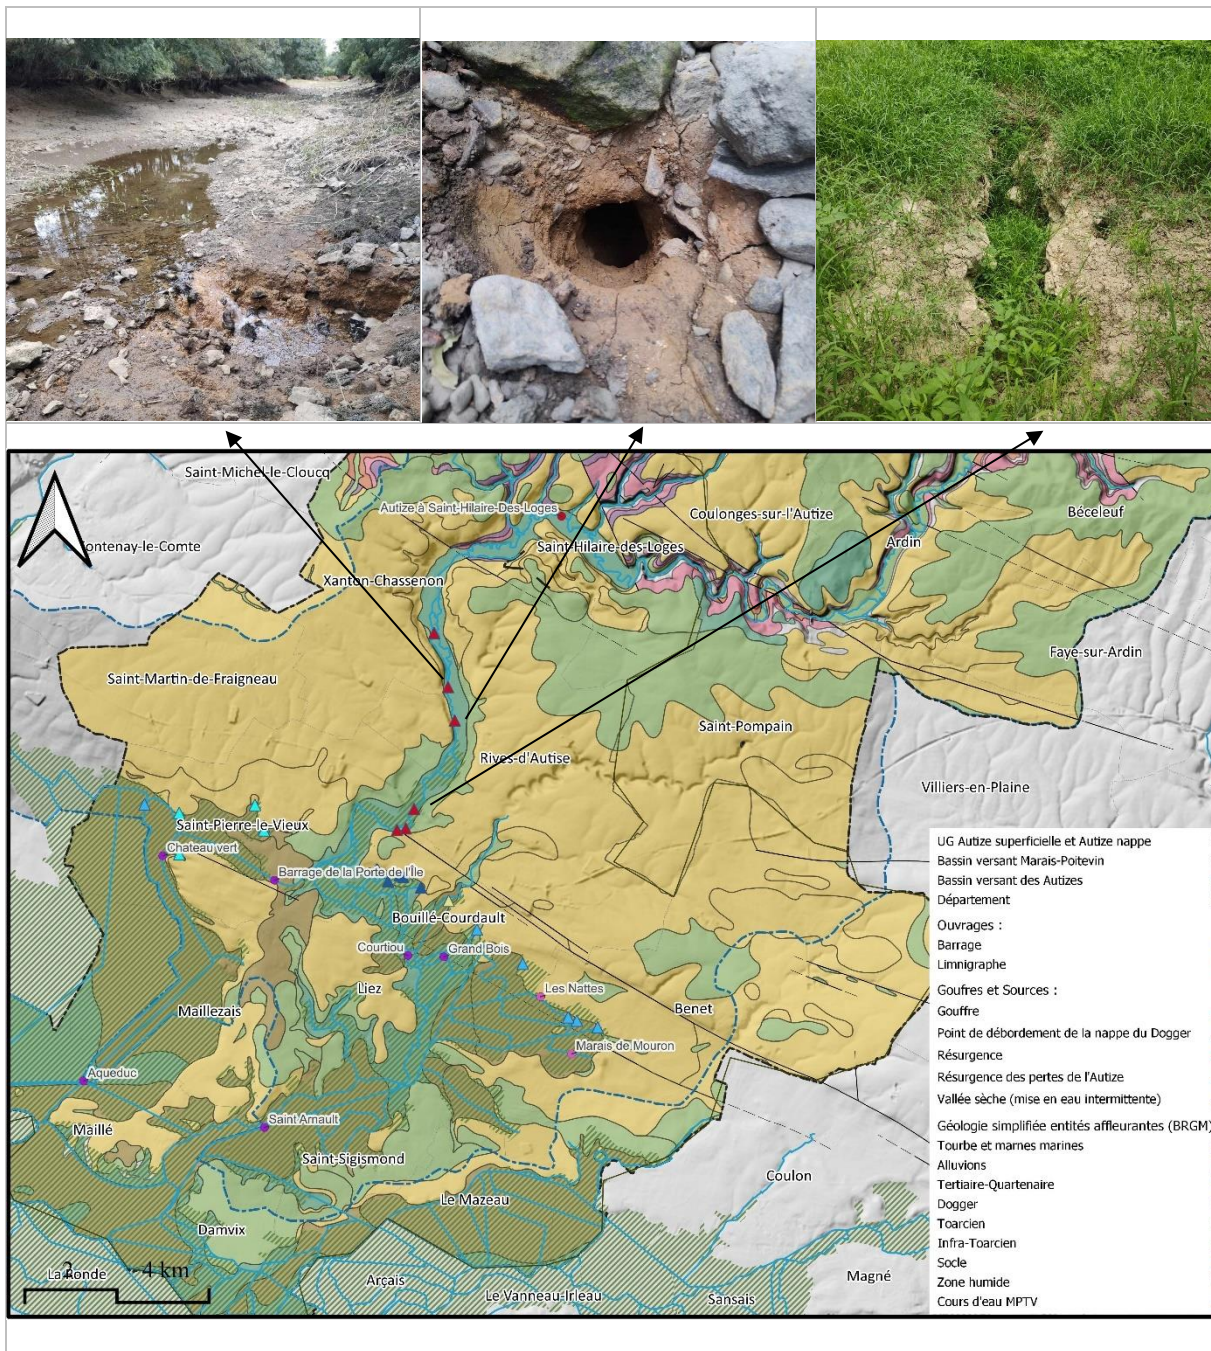 Saint-Michel-le-Cloucq
Autize à Saint-Hilaire-Des-Loges
Coulonges-sur-l'Autize
Béceleuf
ontenay-le-Comte
Saint-Hilaire-des-Loges
Ardin
Xanton-Chassenon
Faye-sur-Ardin
Saint-Martin-de-Fraigneau
Saint-Pompain
Rives-d'Autise
Villiers-en-Plaine
Saint-Pierre-le-Vieux
Chateau vert
Barrage de la Porte de l'Île
Bouillé-Courdault
Courtiou
Grand Bois
Liez
Les Nattes
Maillezais
Benet
Marais de Mouron
Aqueduc
Maillé
Saint Arnault
Saint-Sigismond
Coulon
Le Mazeau
Damvix
La Ronde
2
4 km
Arçais
Magné
Le Vanneau-Irleau
Sansais
UG Autize superficielle et Autize nappe
Bassin versant Marais-Poitevin
Bassin versant des Autizes
Département
Ouvrages :
Barrage
Limnigraphe
Goufres et Sources :
Gouffre
Point de débordement de la nappe du Dogger
Résurgence
Résurgence des pertes de l'Autize
Vallée sèche (mise en eau intermittente)
Géologie simplifiée entités affleurantes (BRGM)
Tourbe et marnes marines
Alluvions
Tertiaire-Quartenaire
Dogger
Toarcien
Infra-Toarcien
Socle
Zone humide
Cours d'eau MPTV